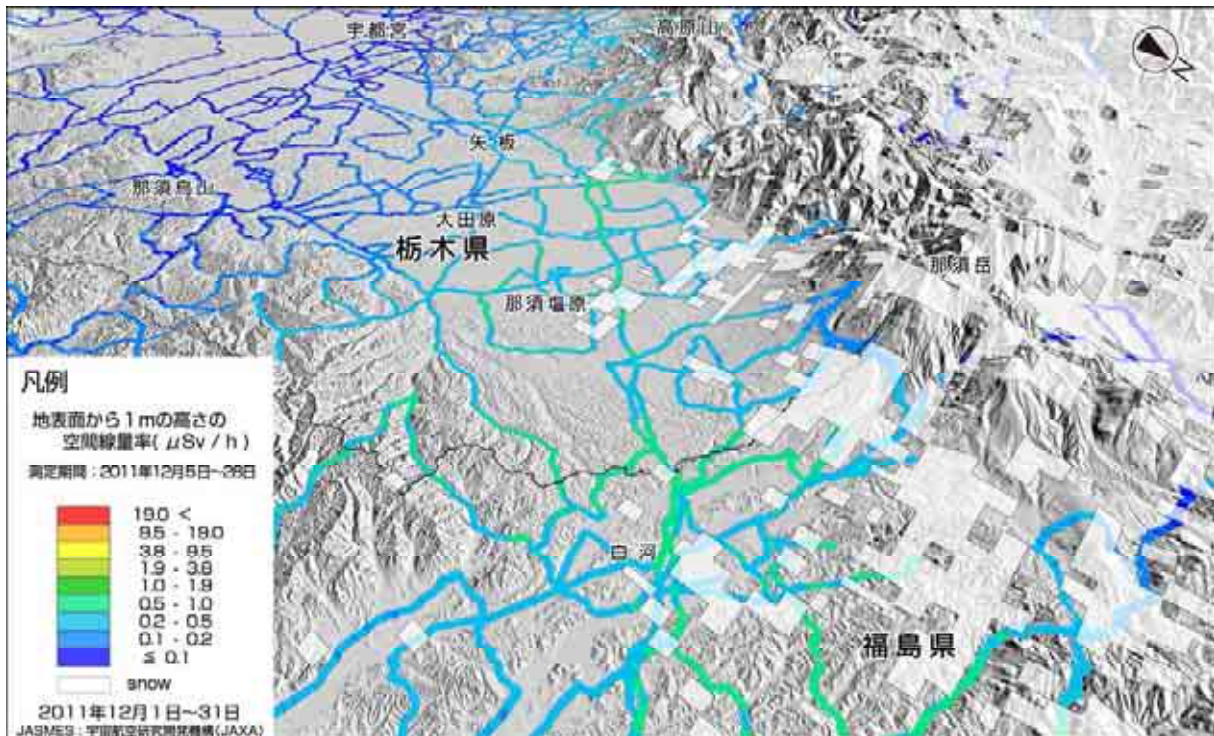 宇都宮
高原山
N
矢板
那須烏山
大田原
栃木県
那須岳
那須塩原
白河
福島県
凡例
地表面から1mの高さの
空間線量率( μSv / h )
測定期間：2011年12月5日～28日
19.0 <
9.5 - 19.0
3.8 - 9.5
1.9 - 3.8
1.0 - 1.9
0.5 - 1.0
0.2 - 0.5
0.1 - 0.2
≦ 0.1
snow
2011年12月1日～31日
JASMES：宇宙航空研究開発機構(JAXA)